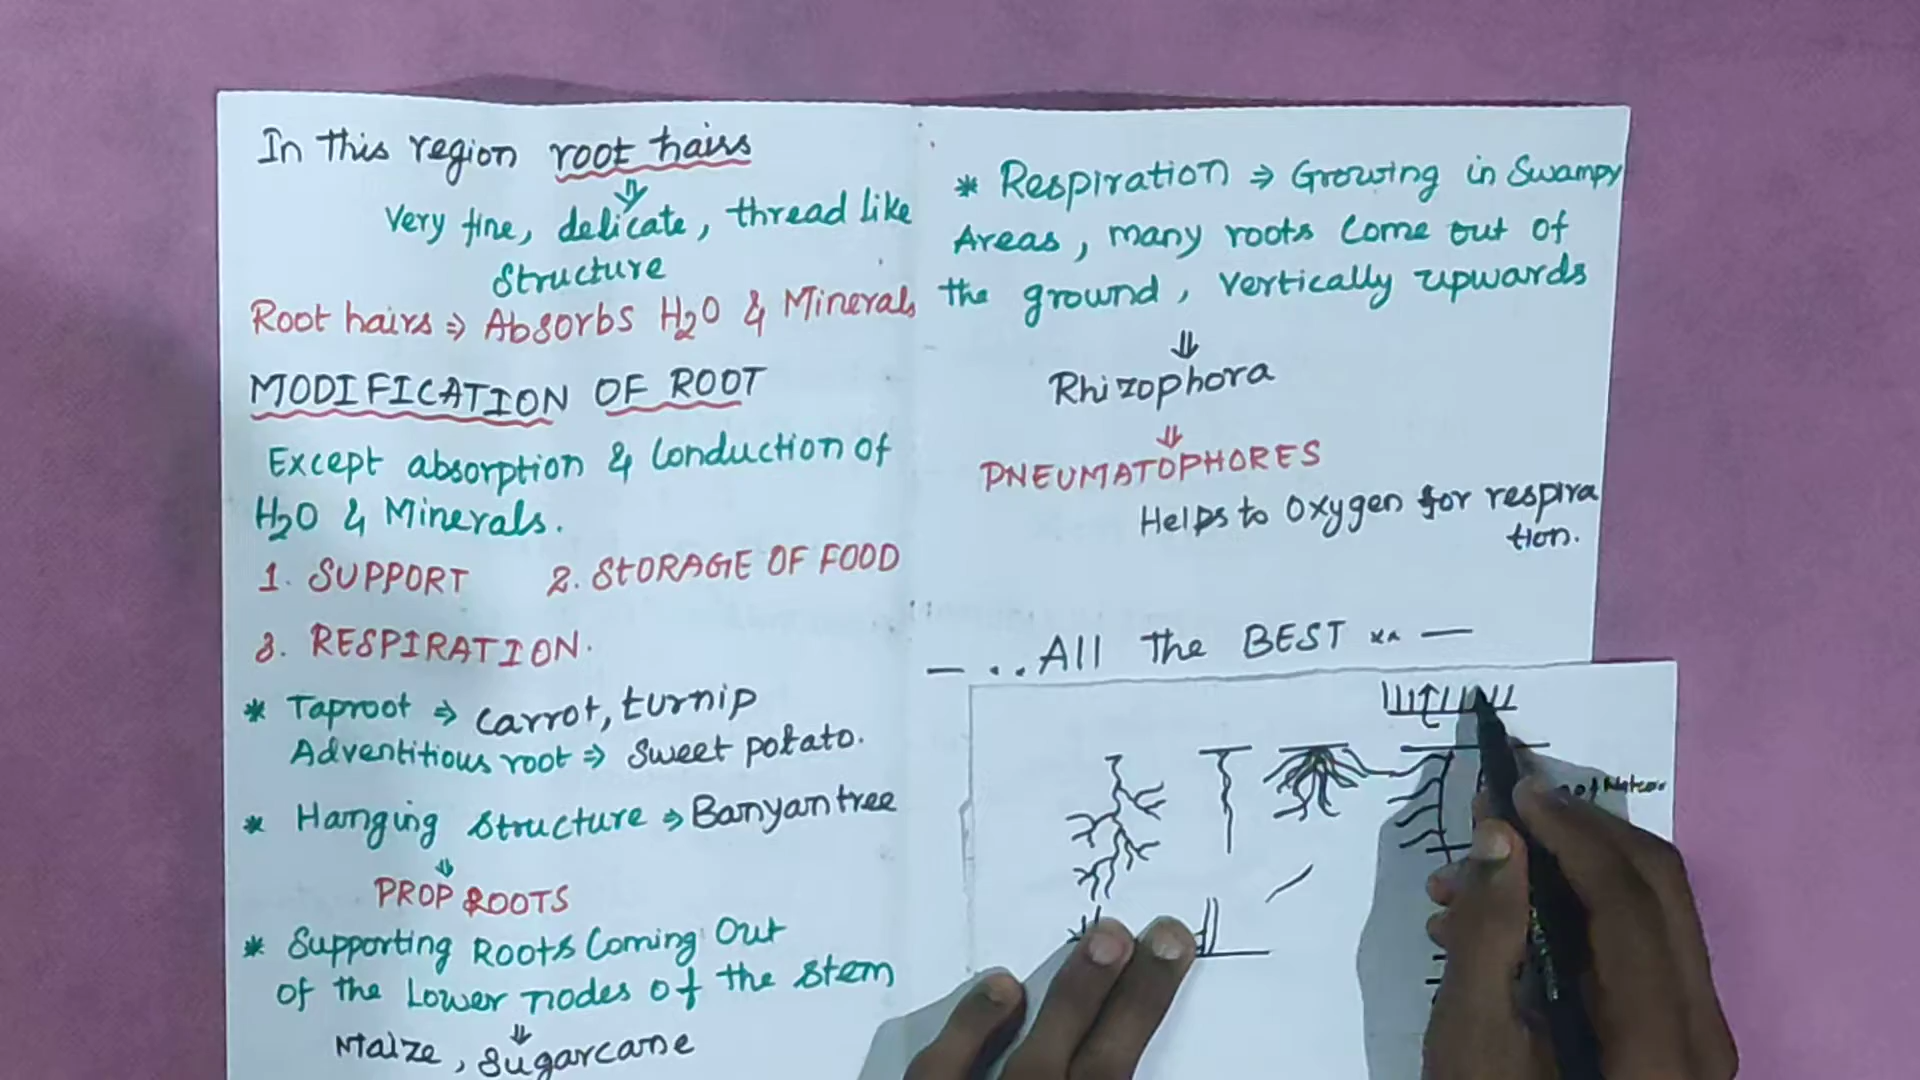 In this region root hairs
⇓
Very fine, delicate, thread like
Structure
Root hairs ⇒ Absorbs H2O & Minerals
MODIFICATION OF ROOT
Except absorption & Conduction of
H2O & Minerals.
1. SUPPORT 2. STORAGE OF FOOD
3. RESPIRATION.
* Taproot ⇒ Carrot, turnip
Adventitious root ⇒ Sweet potato.
* Hanging Structure ⇒ Banyan tree
⇓
PROP ROOTS
* Supporting Roots Coming Out
Of the Lower nodes of the Stem
⇓
Maize, Sugarcane
* Respiration ⇒ Growing in Swampy
Areas, many roots Come out of
the ground, Vertically upwards
⇓
Rhizophora
⇓
PNEUMATOPHORES
Helps to Oxygen for respira
tion.
— .. All the BEST ** —